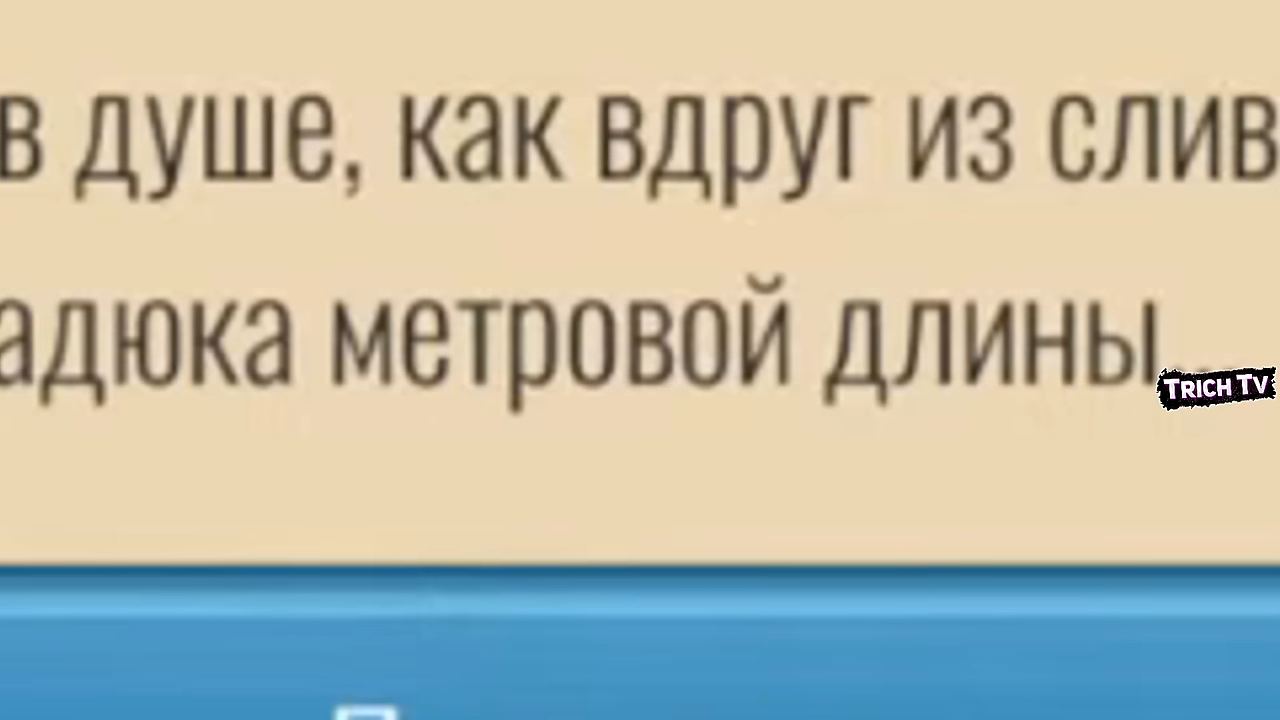 в душе, как вдруг из слив
адюка метровой длины
TRICH TV